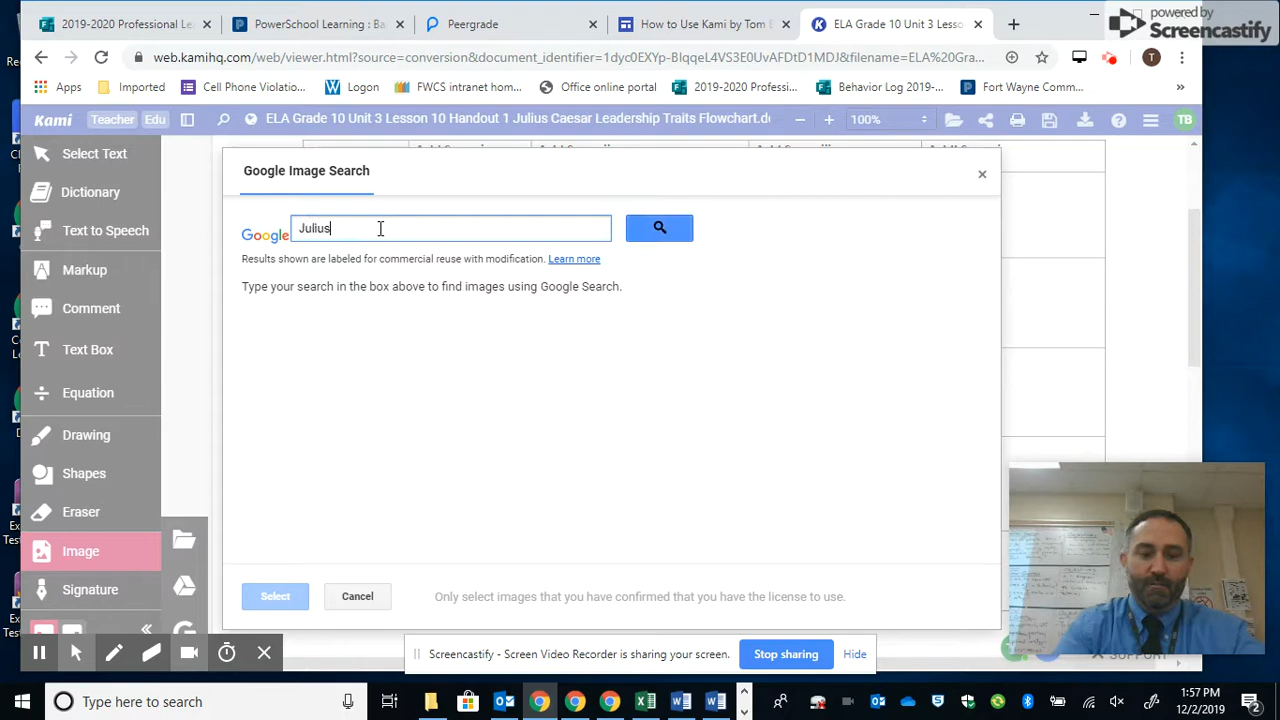 powered by
Screencastify
2019-2020 Professional Le
PowerSchool Learning : Ba
Peergrade
How to Use Kami by Tom B
ELA Grade 10 Unit 3 Lesso
web.kamihq.com/web/viewer.html?source=conversion&document_identifier=1dyc0EXYp-BIqqeL4VS3E0UvAFDtD1MDJ&filename=ELA%20Gra...
T
Apps
Imported
Cell Phone Violatio...
Logon
FWCS intranet hom...
Office online portal
2019-2020 Professi...
Behavior Log 2019-...
Fort Wayne Comm...
»
Kami
Teacher
Edu
ELA Grade 10 Unit 3 Lesson 10 Handout 1 Julius Caesar Leadership Traits Flowchart.do
100%
TB
Select Text
Dictionary
Text to Speech
Markup
Comment
Text Box
Equation
Drawing
Shapes
Eraser
Image
Signature
Google Image Search
Google
Julius
Results shown are labeled for commercial reuse with modification. Learn more
Type your search in the box above to find images using Google Search.
Select
Cancel
Only select images that you have confirmed that you have the license to use.
SUPPORT
Screencastify - Screen Video Recorder is sharing your screen.
Stop sharing
Hide
Type here to search
1:57 PM
12/2/2019
2